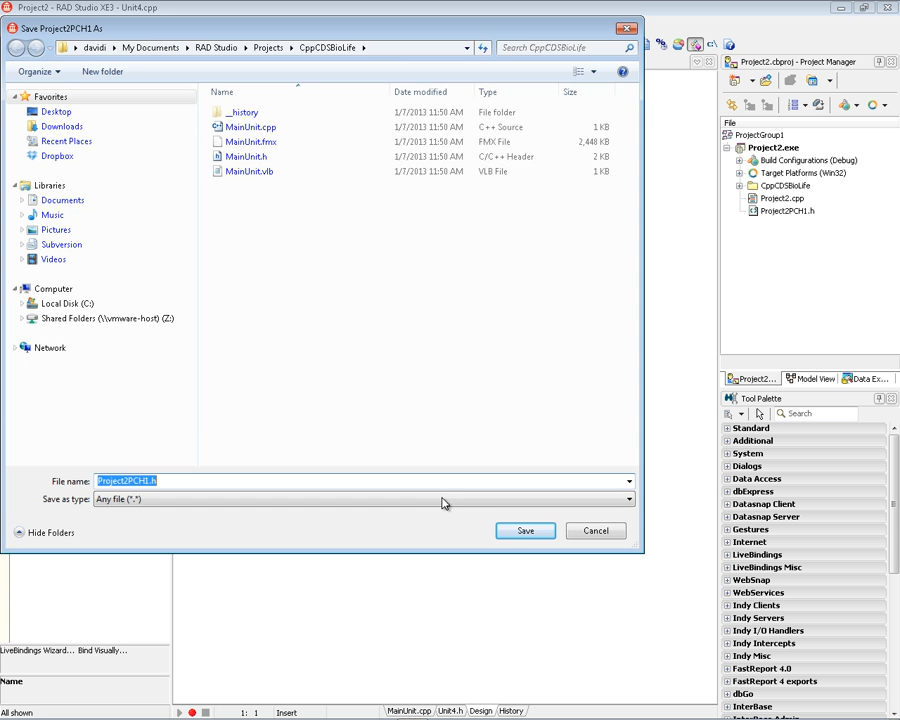 Project2 - RAD Studio XE3 - Unit4.cpp
Save Project2PCH1 As
davidi
My Documents
RAD Studio
Projects
CppCDSBioLife
Search CppCDSBioLife
Organize
New folder
Name
Date modified
Type
Size
Favorites
Desktop
Downloads
Recent Places
Dropbox
Libraries
Documents
Music
Pictures
Subversion
Videos
Computer
Local Disk (C:)
Shared Folders (\\vmware-host) (Z:)
Network
__history 1/7/2013 11:50 AM File folder
MainUnit.cpp 1/7/2013 11:50 AM C++ Source 1 KB
MainUnit.fmx 1/7/2013 11:50 AM FMX File 2,448 KB
MainUnit.h 1/7/2013 11:50 AM C/C++ Header 2 KB
MainUnit.vlb 1/7/2013 11:50 AM VLB File 1 KB
File name: Project2PCH1.h
Save as type: Any file (*.*)
Hide Folders
Save
Cancel
Project2.cbproj - Project Manager
File
ProjectGroup1
Project2.exe
Build Configurations (Debug)
Target Platforms (Win32)
CppCDSBioLife
Project2.cpp
Project2PCH1.h
Project2...
Model View
Data Ex...
Tool Palette
Search
Standard
Additional
System
Dialogs
Data Access
dbExpress
Datasnap Client
Datasnap Server
Gestures
Internet
LiveBindings
LiveBindings Misc
WebSnap
WebServices
Indy Clients
Indy Servers
Indy I/O Handlers
Indy Intercepts
Indy Misc
FastReport 4.0
FastReport 4 exports
dbGo
InterBase
InterBase Admin
LiveBindings Wizard... Bind Visually...
Name
All shown
1: 1
Insert
MainUnit.cpp
Unit4.h
Design
History